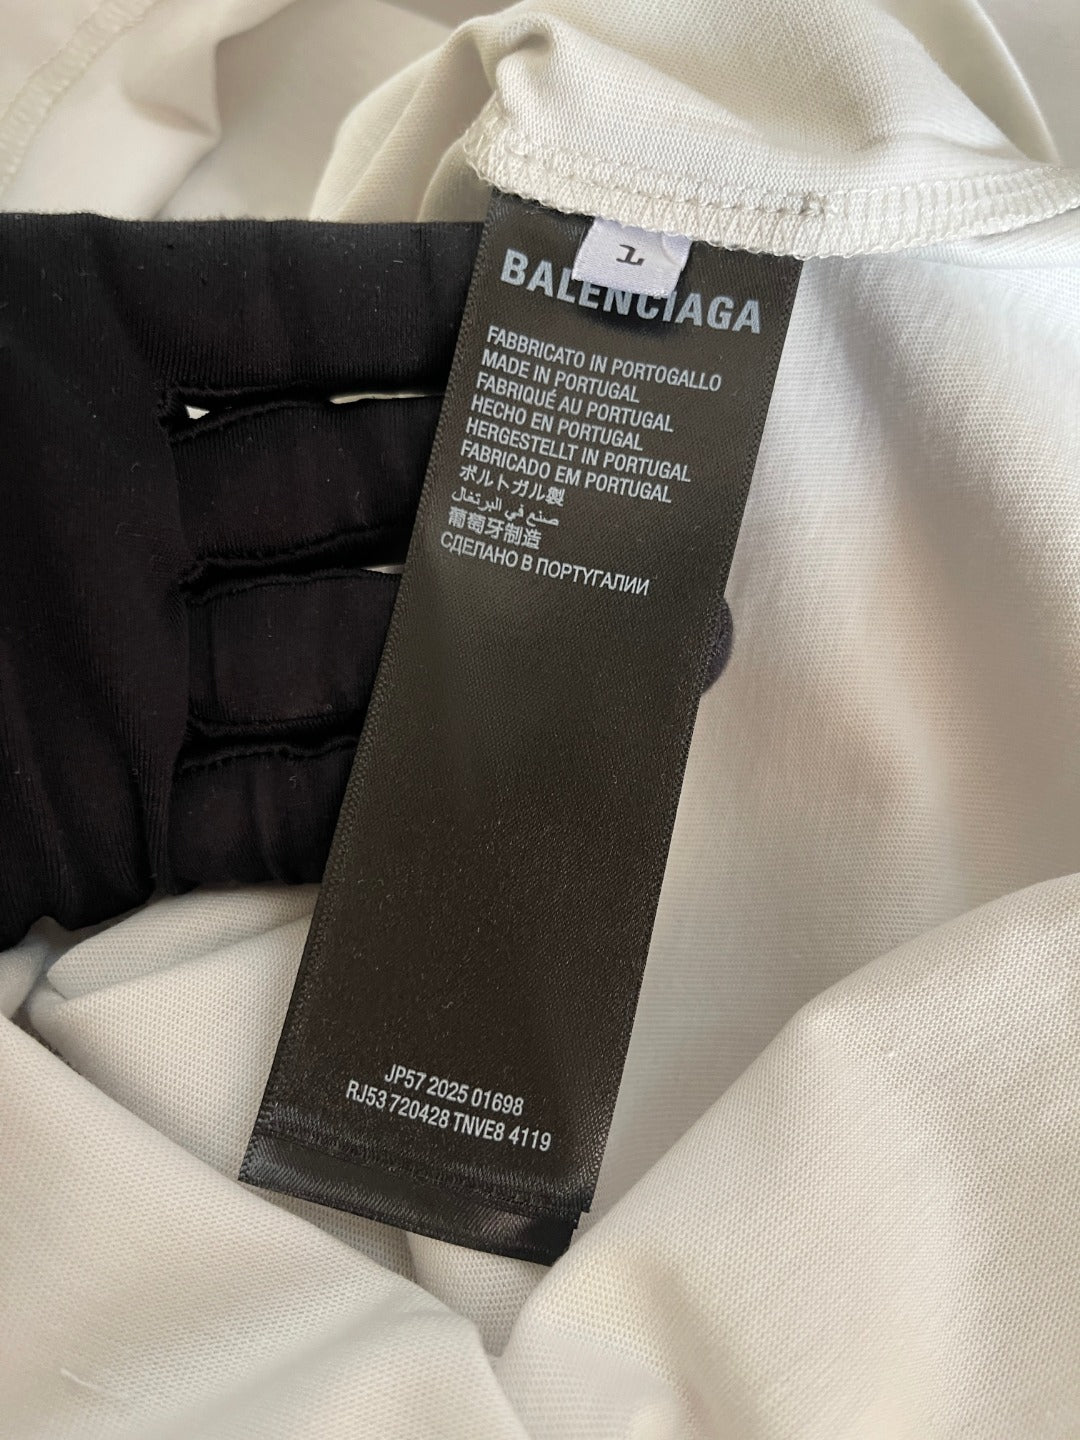 1
BALENCIAGA
FABBRICATO IN PORTOGALLO
MADE IN PORTUGAL
FABRIQUÉ AU PORTUGAL
HECHO EN PORTUGAL
HERGESTELLT IN PORTUGAL
FABRICADO EM PORTUGAL
ポルトガル製
صنع في البرتغال
葡萄牙制造
СДЕЛАНО В ПОРТУГАЛИИ
JP57 2025 01698
RJ53 720428 TNVE8 4119